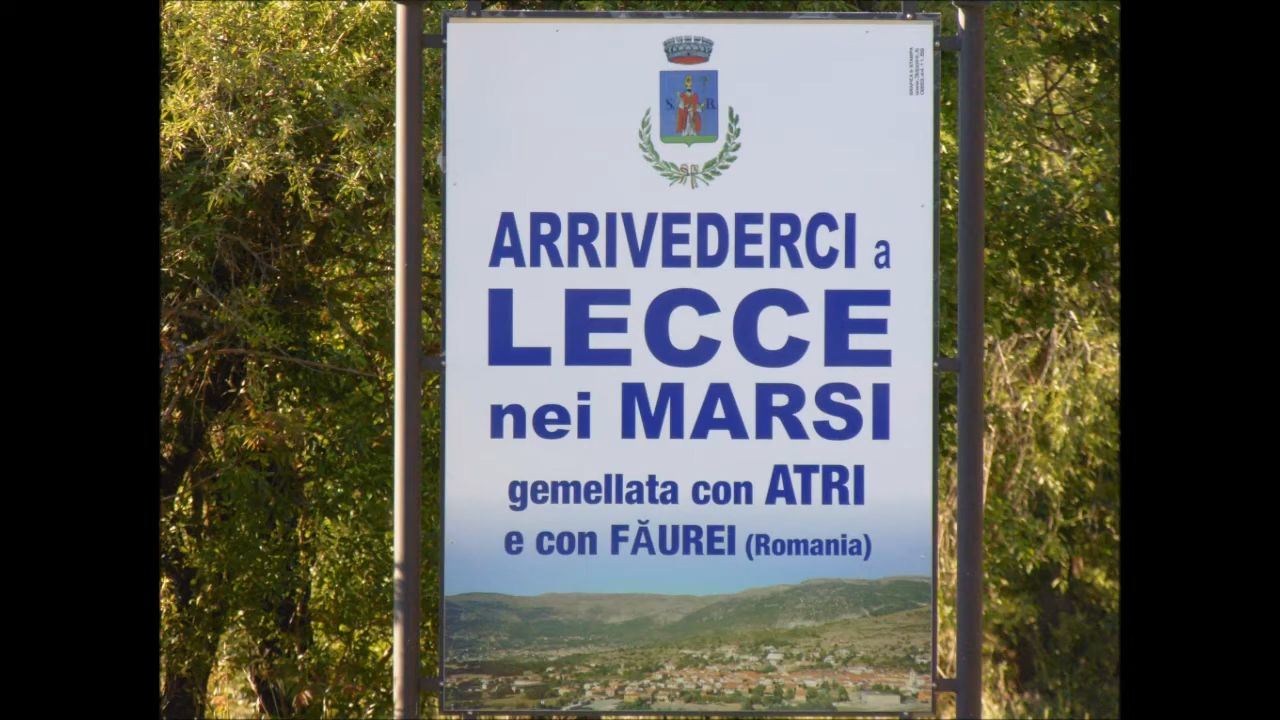 S. B.
ARRIVEDERCI a
LECCE
nei MARSI
gemellata con ATRI
e con FĂUREI (Romania)